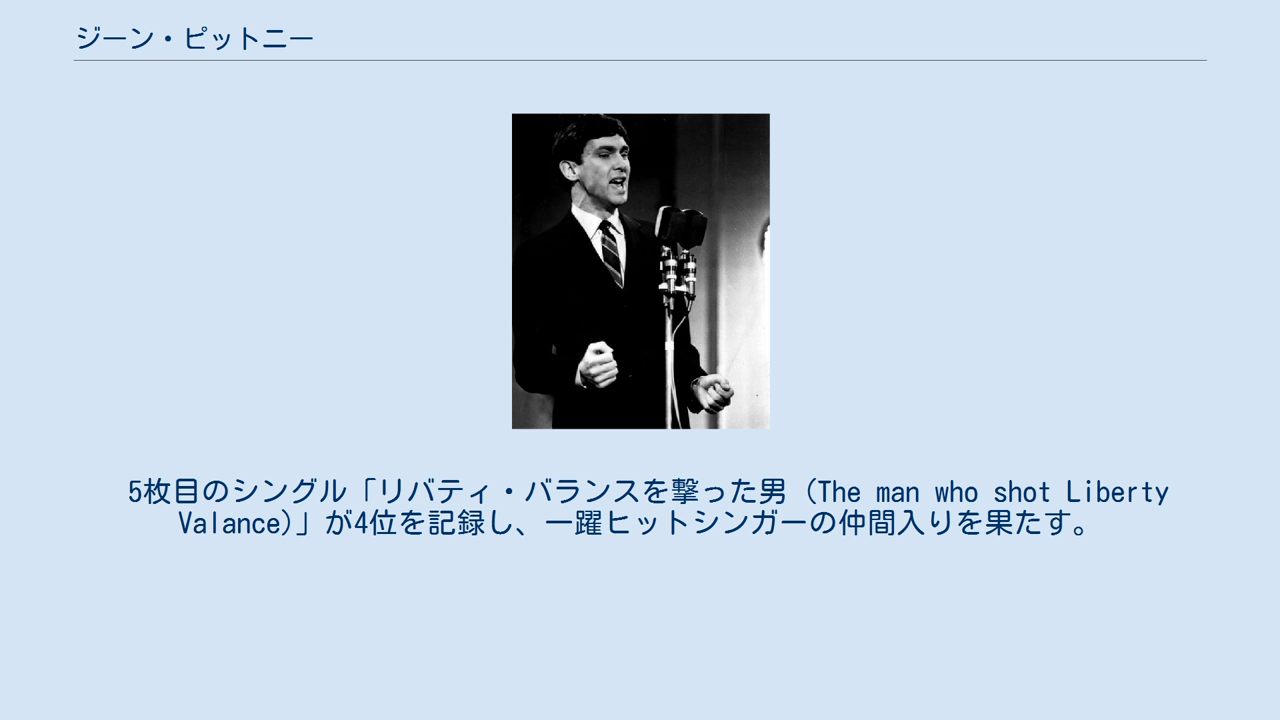 ジーン・ピットニー
5枚目のシングル「リバティ・バランスを撃った男 (The man who shot Liberty
Valance)」が4位を記録し、一躍ヒットシンガーの仲間入りを果たす。